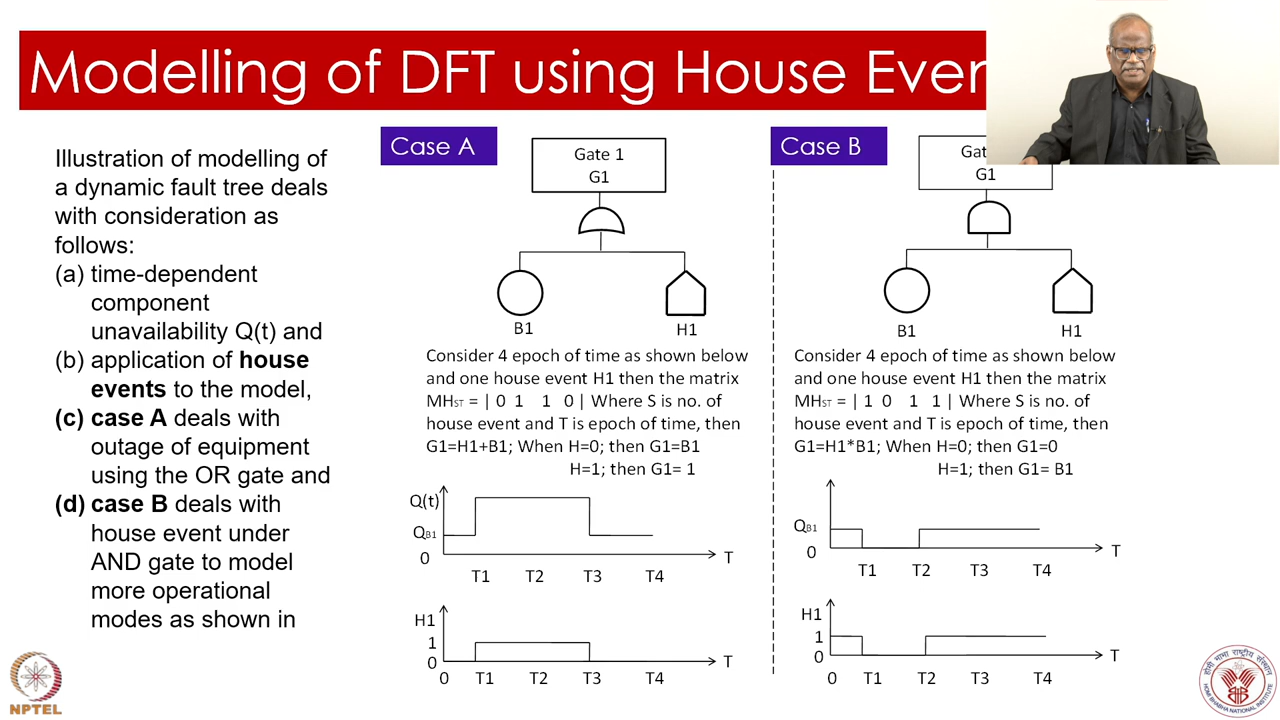 Modelling of DFT using House Even
Illustration of modelling of
a dynamic fault tree deals
with consideration as
follows:
(a) time-dependent
component
unavailability Q(t) and
(b) application of house
events to the model,
(c) case A deals with
outage of equipment
using the OR gate and
(d) case B deals with
house event under
AND gate to model
more operational
modes as shown in
Case A
Gate 1
G1
B1
H1
Consider 4 epoch of time as shown below
and one house event H1 then the matrix
MHST = | 0 1 1 0 | Where S is no. of
house event and T is epoch of time, then
G1=H1+B1; When H=0; then G1=B1
H=1; then G1= 1
Q(t)
QB1
0
T
T1 T2 T3 T4
H1
1
0
T
0 T1 T2 T3 T4
Case B
Gat
G1
B1
H1
Consider 4 epoch of time as shown below
and one house event H1 then the matrix
MHST = | 1 0 1 1 | Where S is no. of
house event and T is epoch of time, then
G1=H1*B1; When H=0; then G1=0
H=1; then G1= B1
QB1
0
T
T1 T2 T3 T4
H1
1
0
T
0 T1 T2 T3 T4
NPTEL